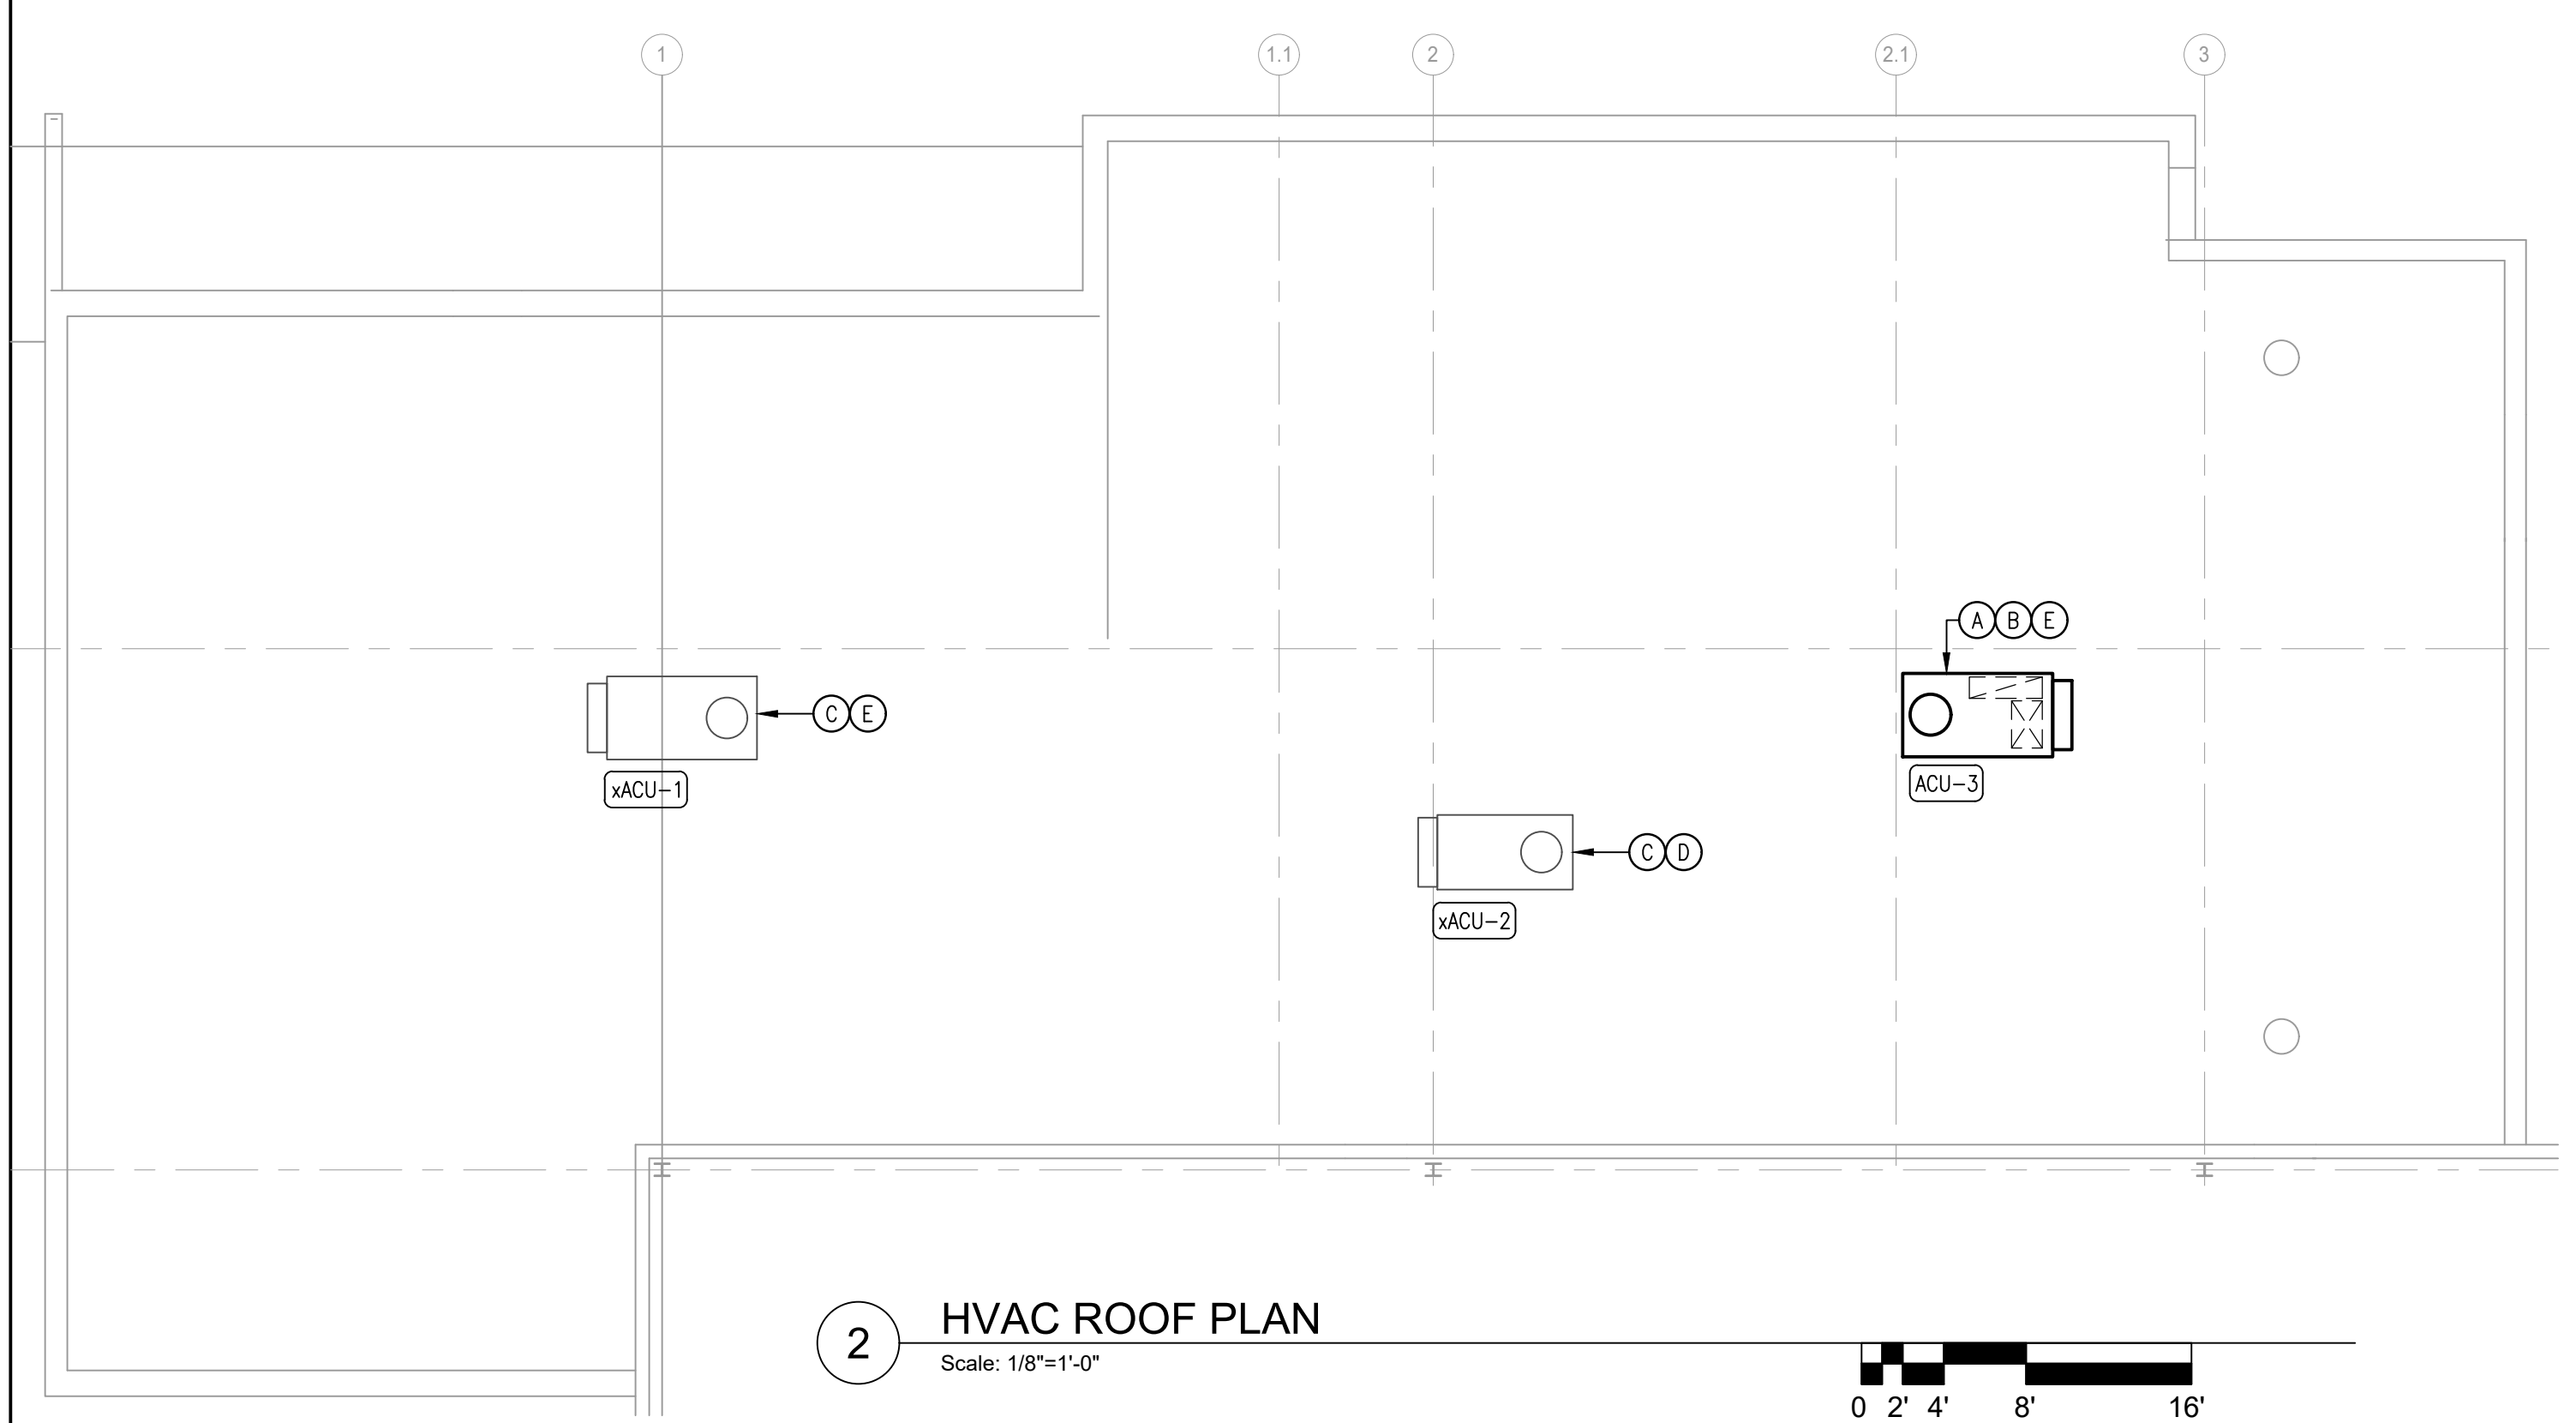 1 1.1 2 2.1 3
A B E
C E
xACU-1
ACU-3
C D
xACU-2
2
HVAC ROOF PLAN
Scale: 1/8"=1'-0"
0 2' 4' 8' 16'